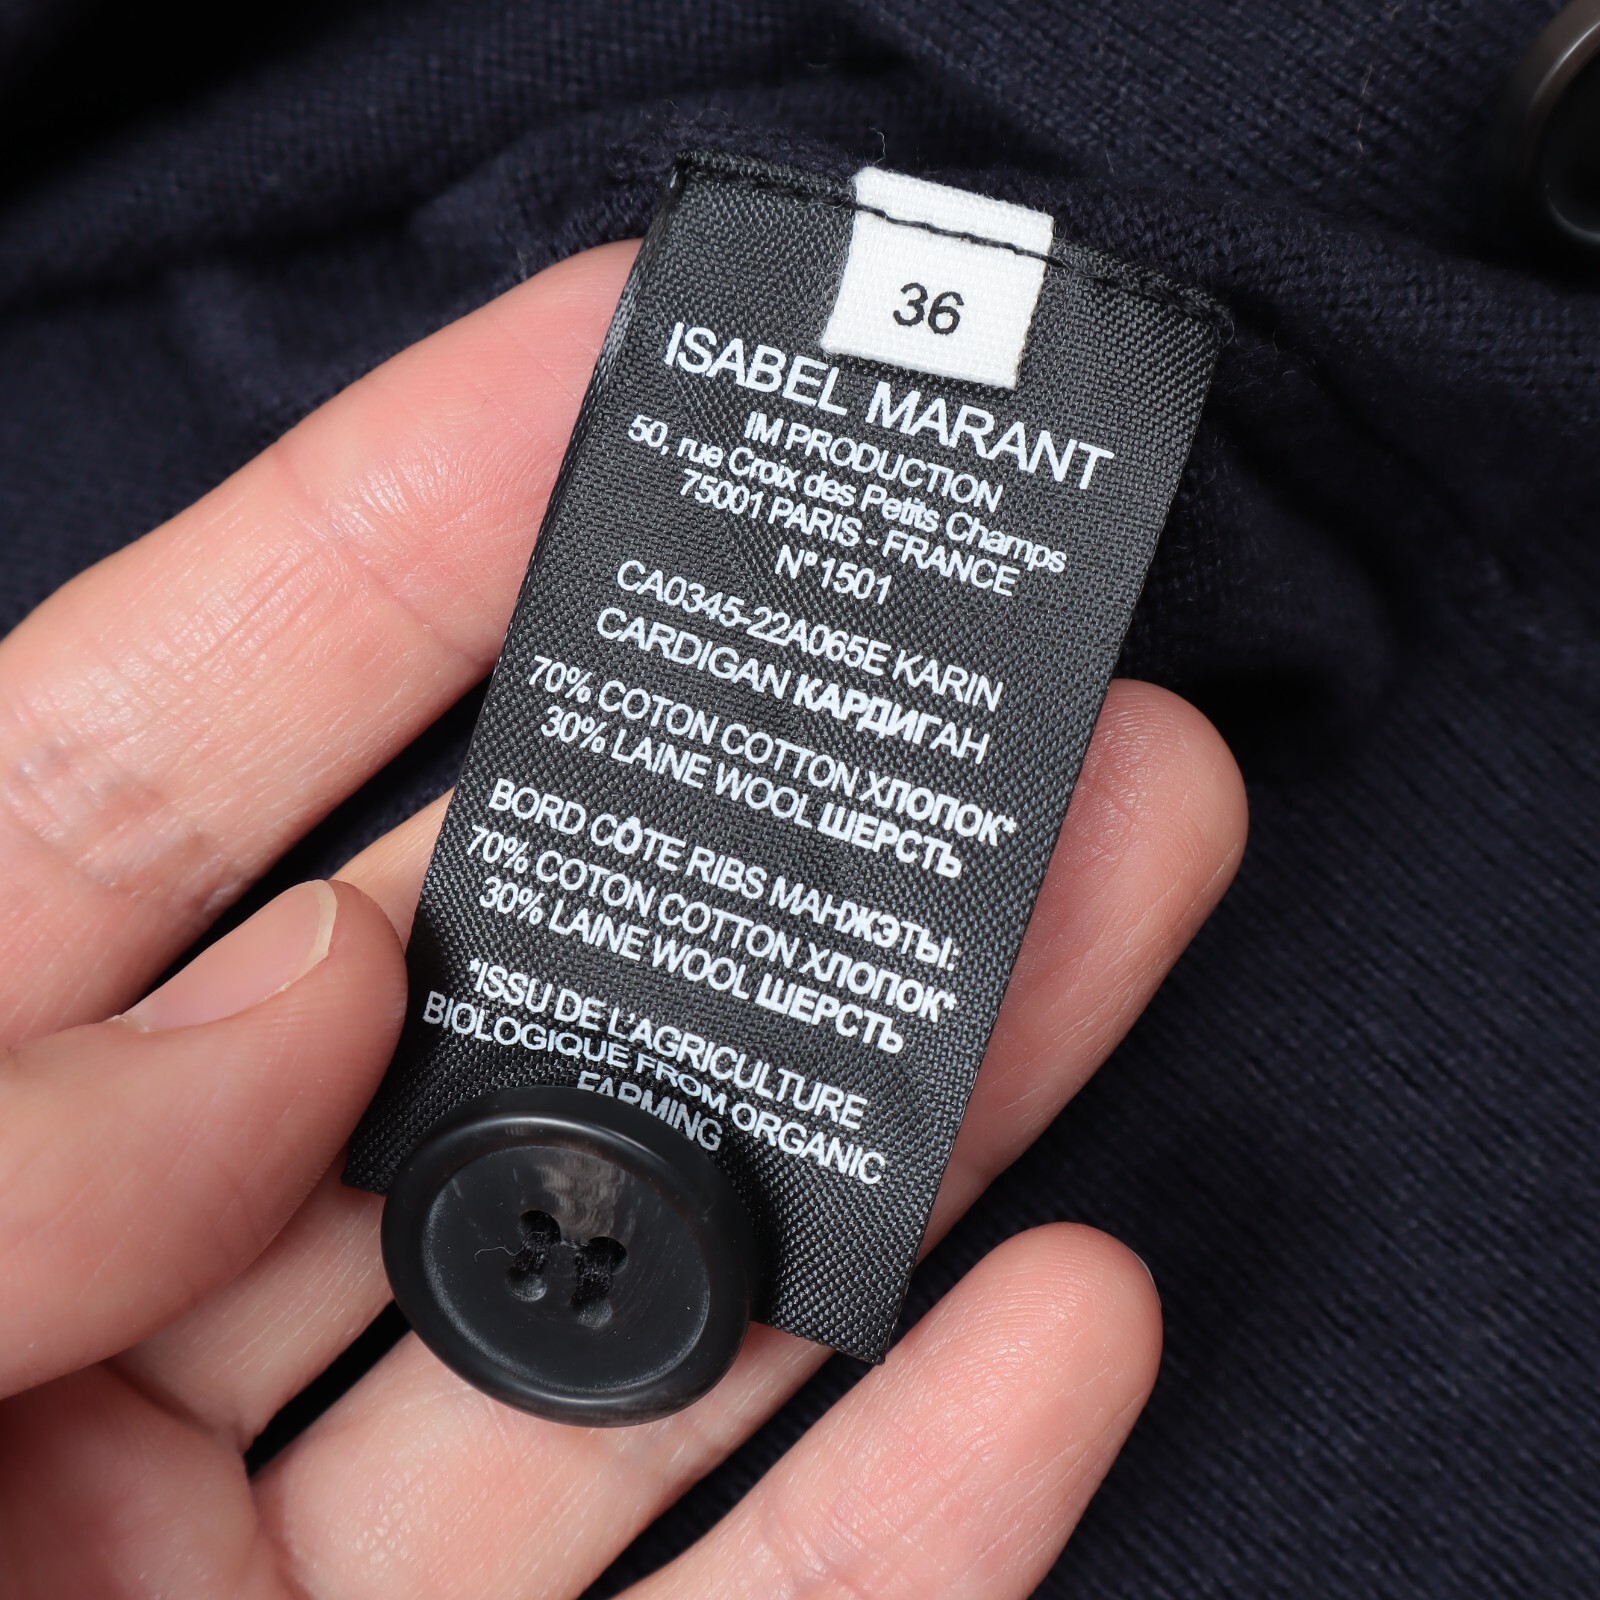 36
ISABEL MARANT
IM PRODUCTION
50, rue Croix des Petits Champs
75001 PARIS - FRANCE
N°1501
CA0345-22A065E KARIN
CARDIGAN КАРДИГАН
70% COTON COTTON ХЛОПОК*
30% LAINE WOOL ШЕРСТЬ
BORD CÔTE RIBS МАНЖЭТЫ:
70% COTON COTTON ХЛОПОК*
30% LAINE WOOL ШЕРСТЬ
*ISSU DE L'AGRICULTURE
BIOLOGIQUE FROM ORGANIC
FARMING